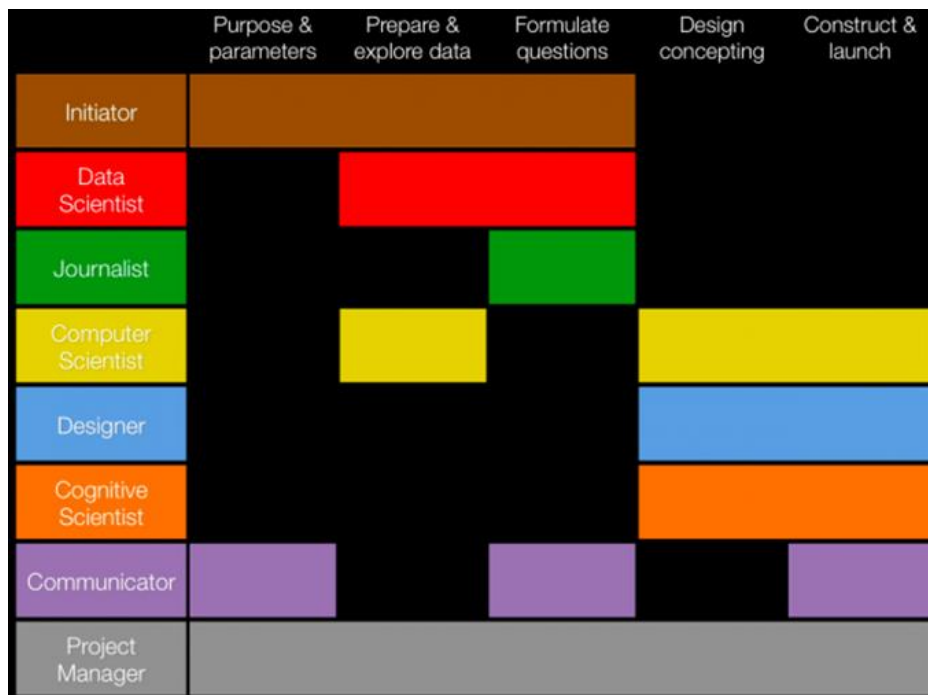 Purpose &
parameters
Prepare &
explore data
Formulate
questions
Design
concepting
Construct &
launch
Initiator
Data
Scientist
Journalist
Computer
Scientist
Designer
Cognitive
Scientist
Communicator
Project
Manager